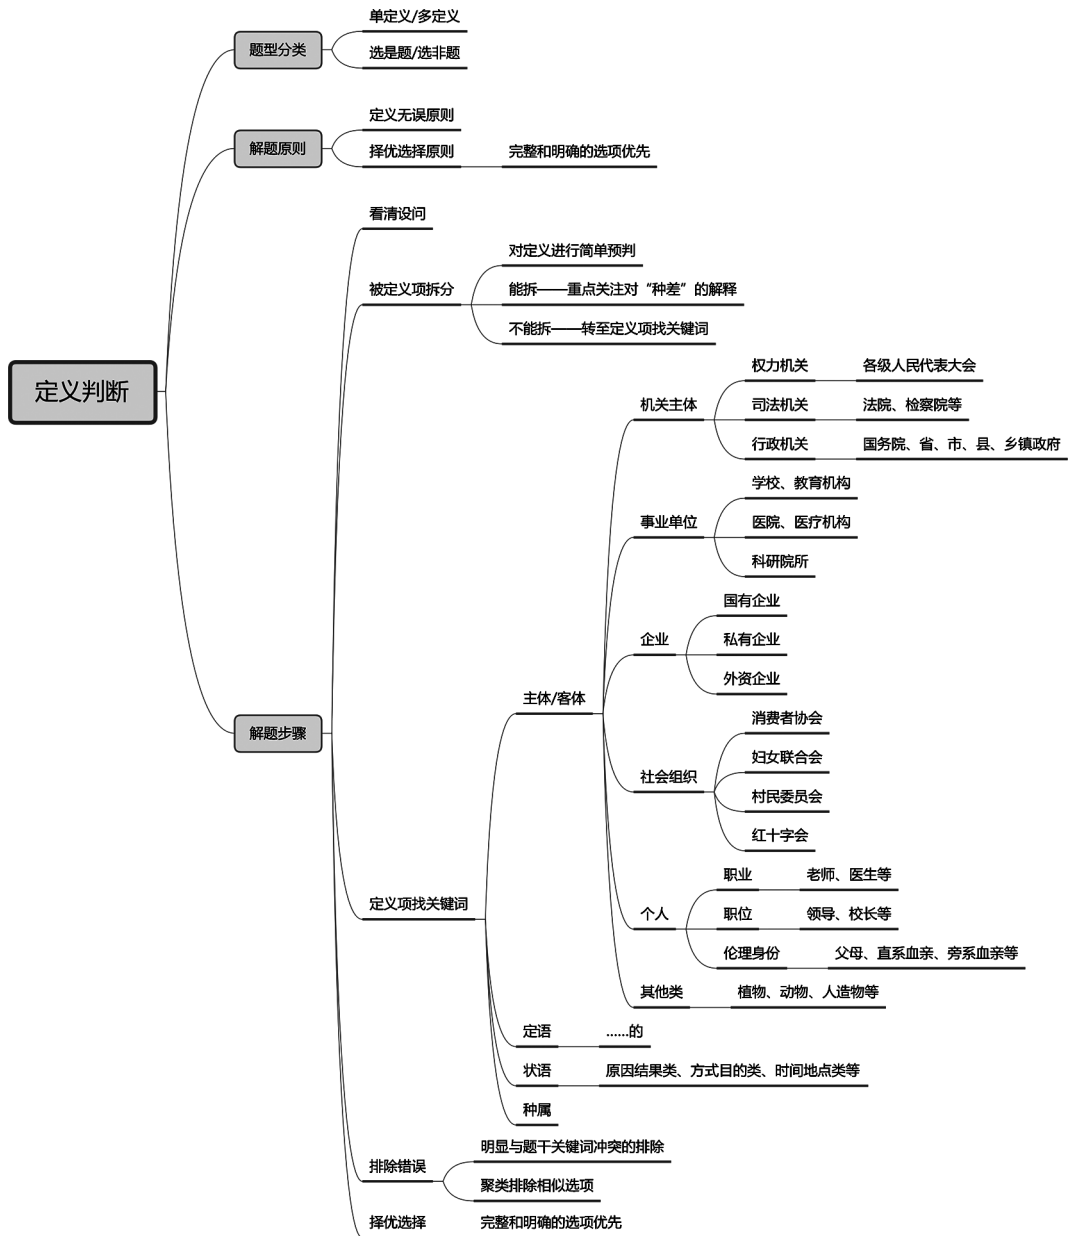 定义判断
题型分类
单定义/多定义
选是题/选非题
解题原则
定义无误原则
择优选择原则
完整和明确的选项优先
解题步骤
看清设问
被定义项拆分
对定义进行简单预判
能拆——重点关注对“种差”的解释
不能拆——转至定义项找关键词
定义项找关键词
主体/客体
机关主体
权力机关
各级人民代表大会
司法机关
法院、检察院等
行政机关
国务院、省、市、县、乡镇政府
事业单位
学校、教育机构
医院、医疗机构
科研院所
企业
国有企业
私有企业
外资企业
社会组织
消费者协会
妇女联合会
村民委员会
红十字会
个人
职业
老师、医生等
职位
领导、校长等
伦理身份
父母、直系血亲、旁系血亲等
其他类
植物、动物、人造物等
定语
……的
状语
原因结果类、方式目的类、时间地点类等
种属
排除错误
明显与题干关键词冲突的排除
聚类排除相似选项
择优选择
完整和明确的选项优先